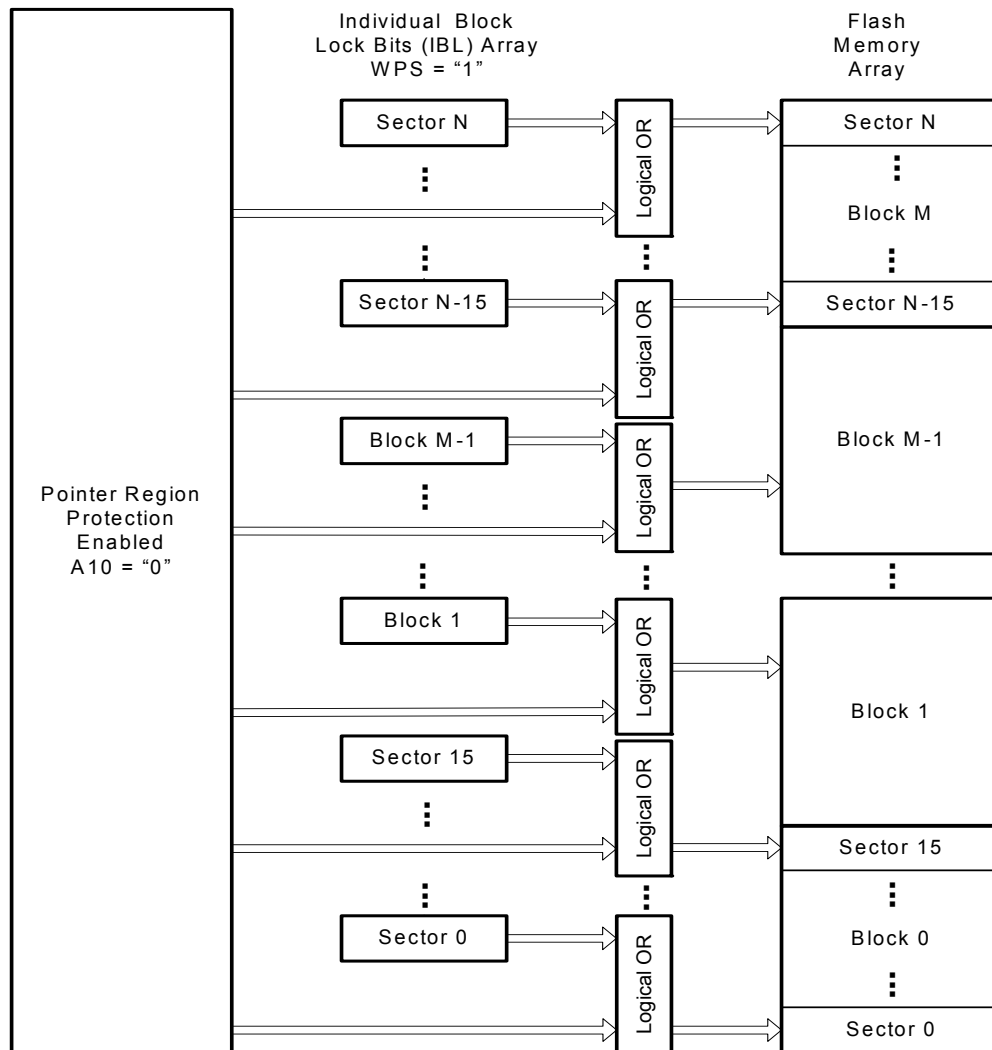 Individual Block
Lock Bits (IBL) Array
WPS = “1”
Flash
Memory
Array
Sector N
Logical OR
Sector N
Block M
Sector N-15
Logical OR
Sector N-15
Block M-1
Logical OR
Block M-1
Pointer Region
Protection
Enabled
A10 = “0”
Block 1
Logical OR
Block 1
Sector 15
Logical OR
Sector 15
Sector 0
Logical OR
Block 0
Sector 0